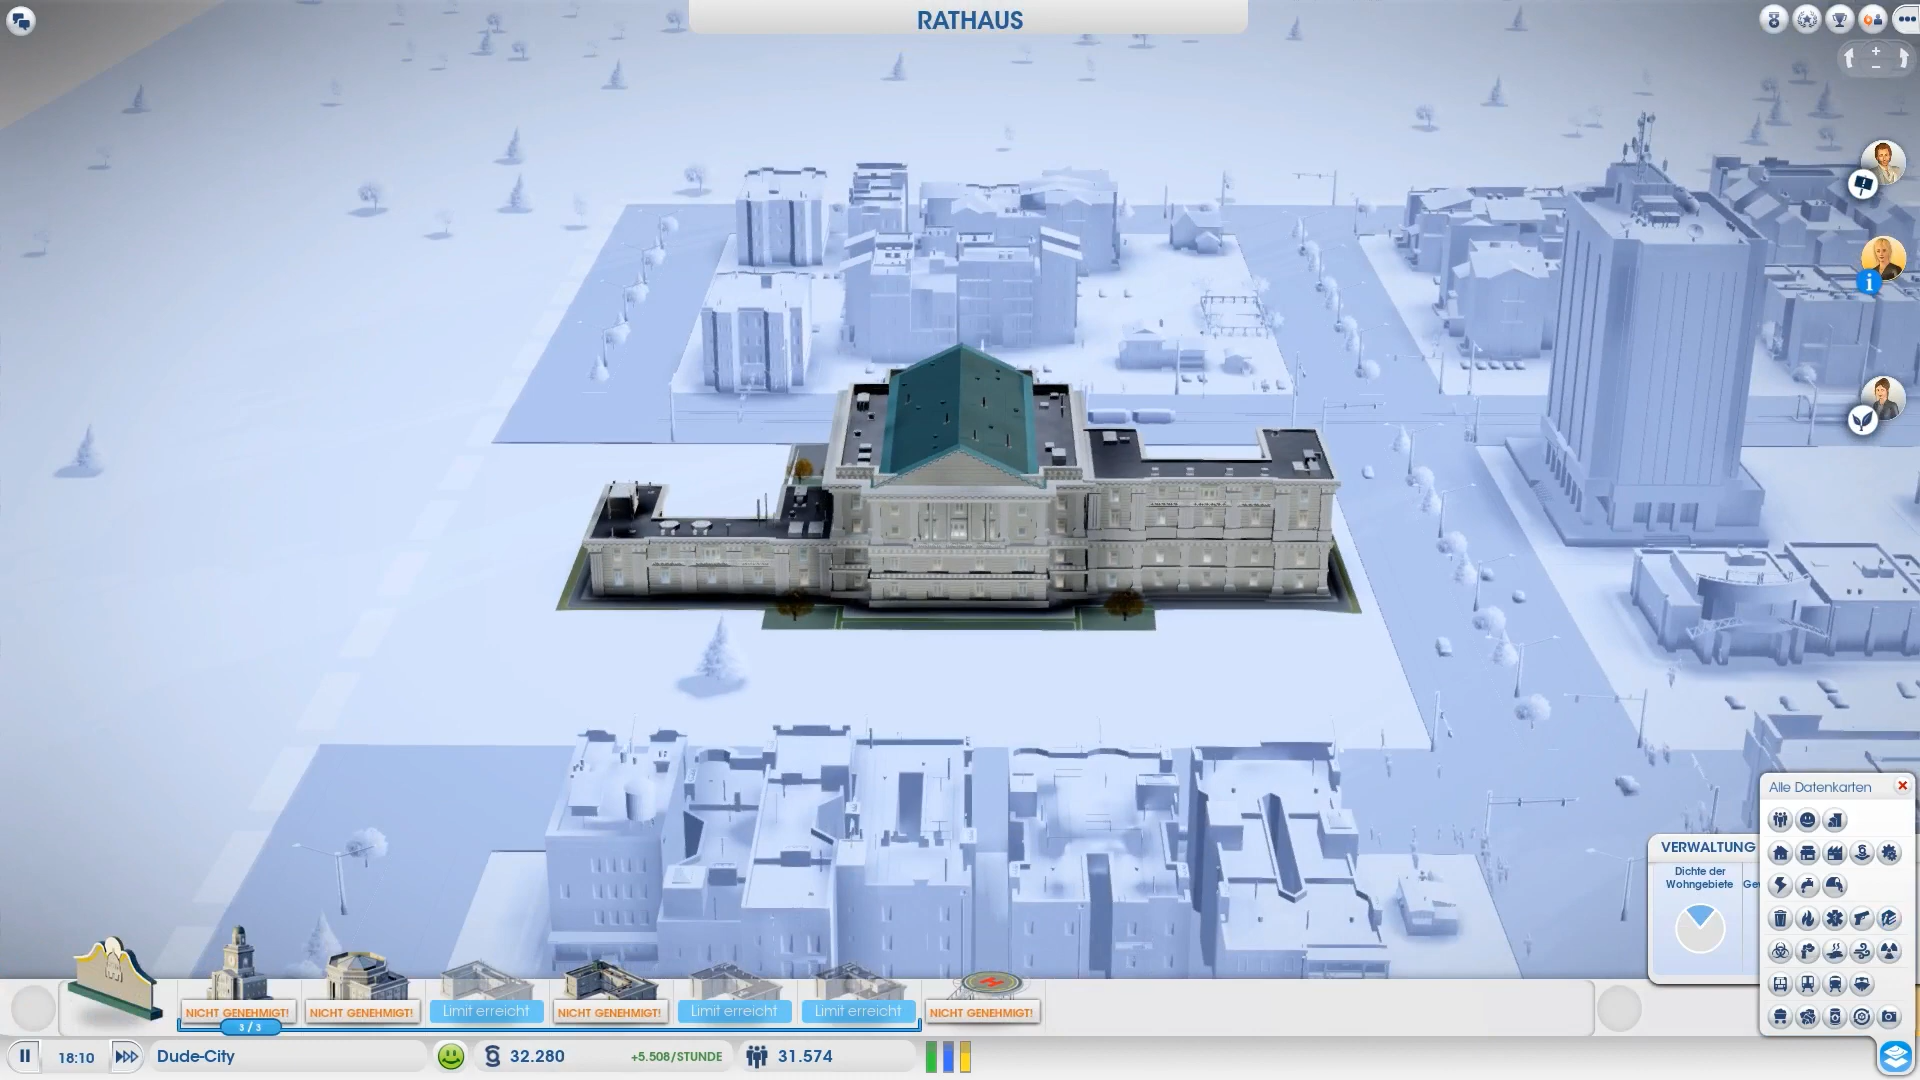 RATHAUS
Alle Datenkarten
VERWALTUNG
Dichte der
Wohngebiete
NICHT GENEHMIGT!
NICHT GENEHMIGT!
Limit erreicht
NICHT GENEHMIGT!
Limit erreicht
Limit erreicht
NICHT GENEHMIGT!
3 / 3
18:10
Dude-City
32.280
+5.508/STUNDE
31.574